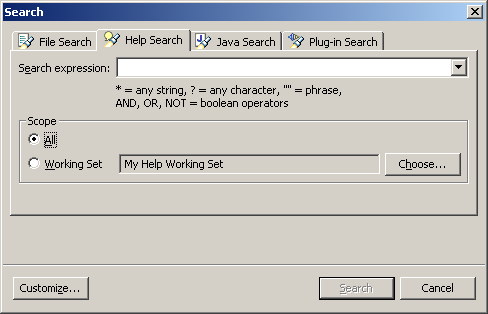 Search
File Search Help Search Java Search Plug-in Search
Search expression:
* = any string, ? = any character, "" = phrase,
AND, OR, NOT = boolean operators
Scope
All
Working Set My Help Working Set Choose...
Customize... Search Cancel